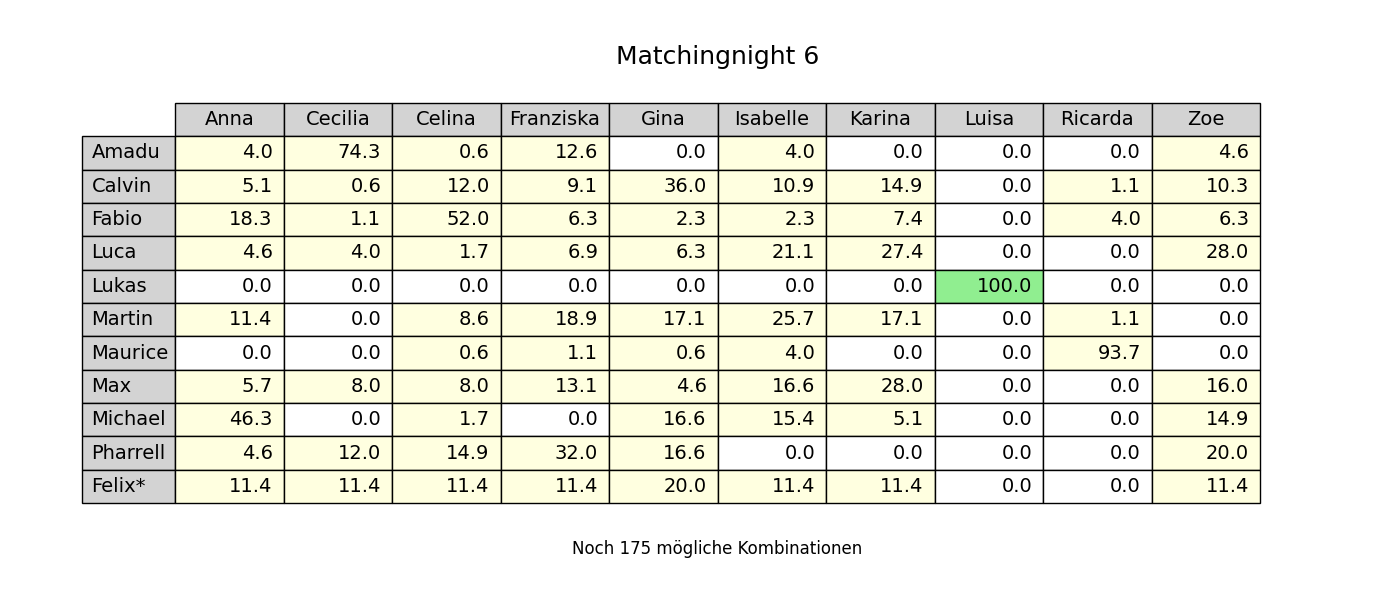 Matchingnight 6
Anna Cecilia Celina Franziska Gina Isabelle Karina Luisa Ricarda Zoe
Amadu 4.0 74.3 0.6 12.6 0.0 4.0 0.0 0.0 0.0 4.6
Calvin 5.1 0.6 12.0 9.1 36.0 10.9 14.9 0.0 1.1 10.3
Fabio 18.3 1.1 52.0 6.3 2.3 2.3 7.4 0.0 4.0 6.3
Luca 4.6 4.0 1.7 6.9 6.3 21.1 27.4 0.0 0.0 28.0
Lukas 0.0 0.0 0.0 0.0 0.0 0.0 0.0 100.0 0.0 0.0
Martin 11.4 0.0 8.6 18.9 17.1 25.7 17.1 0.0 1.1 0.0
Maurice 0.0 0.0 0.6 1.1 0.6 4.0 0.0 0.0 93.7 0.0
Max 5.7 8.0 8.0 13.1 4.6 16.6 28.0 0.0 0.0 16.0
Michael 46.3 0.0 1.7 0.0 16.6 15.4 5.1 0.0 0.0 14.9
Pharrell 4.6 12.0 14.9 32.0 16.6 0.0 0.0 0.0 0.0 20.0
Felix* 11.4 11.4 11.4 11.4 20.0 11.4 11.4 0.0 0.0 11.4
Noch 175 mögliche Kombinationen